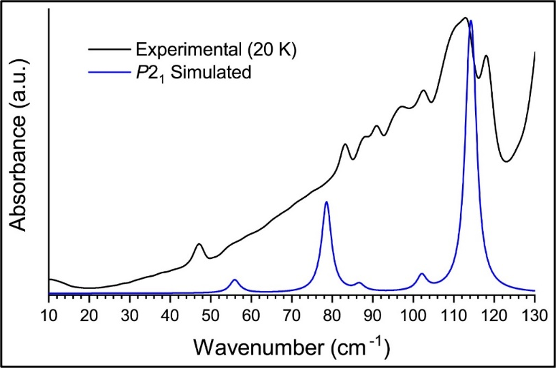 Experimental (20 K)
P2₁ Simulated
Absorbance (a.u.)
10 20 30 40 50 60 70 80 90 100 110 120 130
Wavenumber (cm⁻¹)